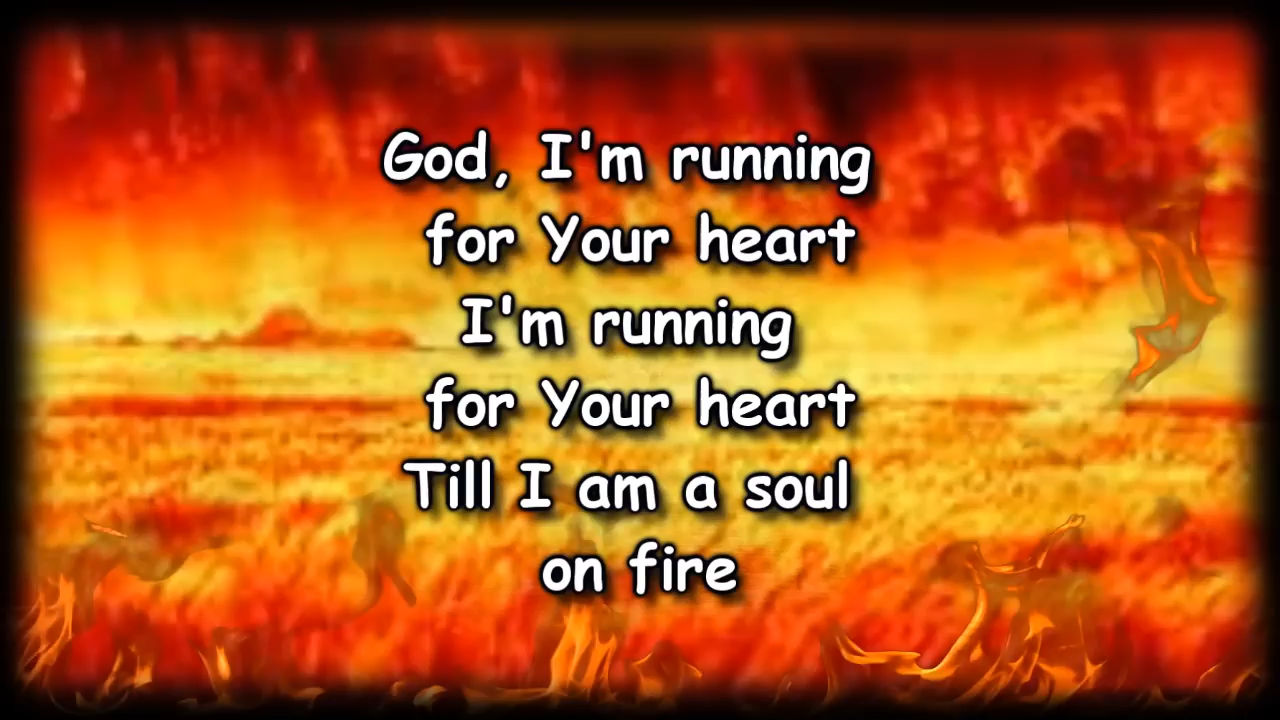 God, I'm running
for Your heart
I'm running
for Your heart
Till I am a soul
on fire